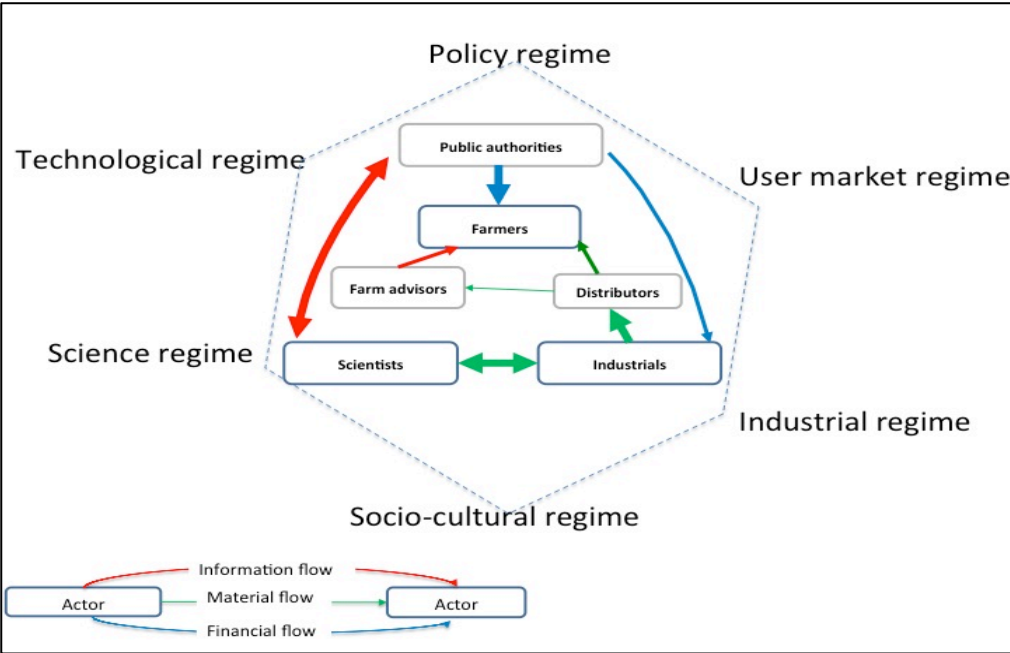 Policy regime
Technological regime
Public authorities
User market regime
Farmers
Farm advisors
Distributors
Science regime
Scientists
Industrials
Industrial regime
Socio-cultural regime
Information flow
Actor
Material flow
Actor
Financial flow